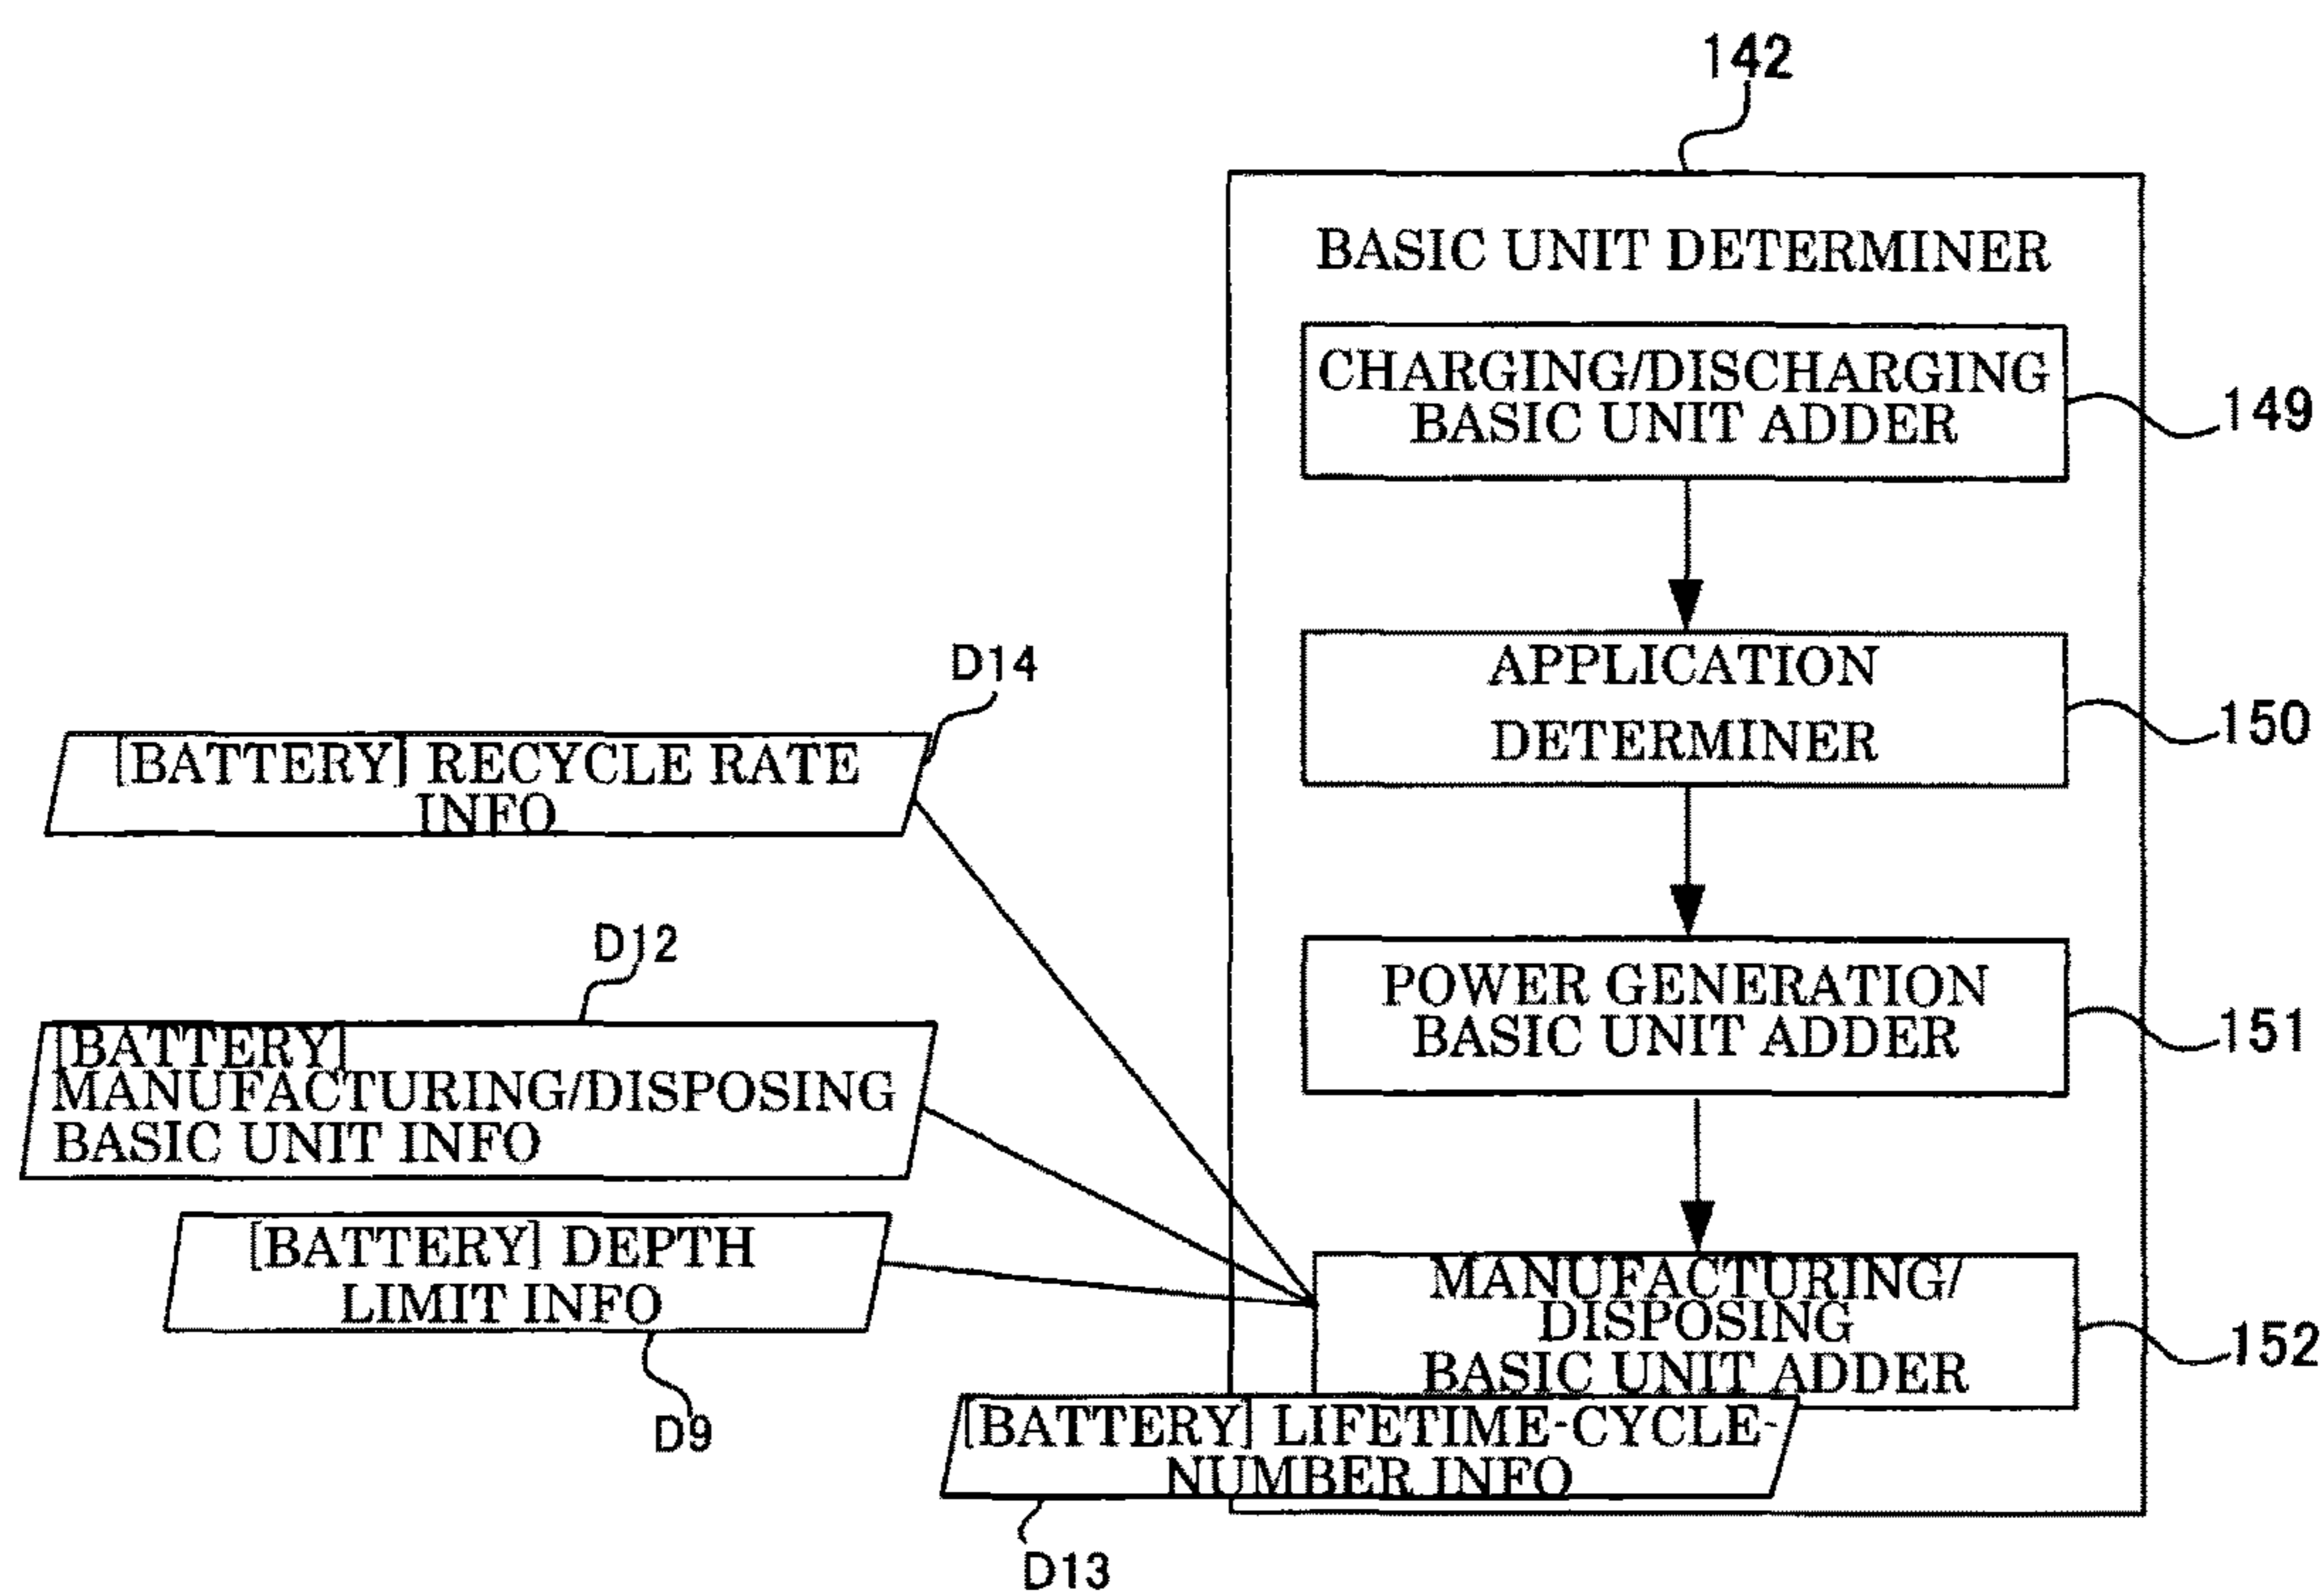 142
BASIC UNIT DETERMINER
CHARGING/DISCHARGING
BASIC UNIT ADDER
149
APPLICATION
DETERMINER
150
POWER GENERATION
BASIC UNIT ADDER
151
MANUFACTURING/
DISPOSING
BASIC UNIT ADDER
152
D14
[BATTERY] RECYCLE RATE
INFO
D12
[BATTERY]
MANUFACTURING/DISPOSING
BASIC UNIT INFO
[BATTERY] DEPTH
LIMIT INFO
D9
[BATTERY] LIFETIME-CYCLE-
NUMBER INFO
D13